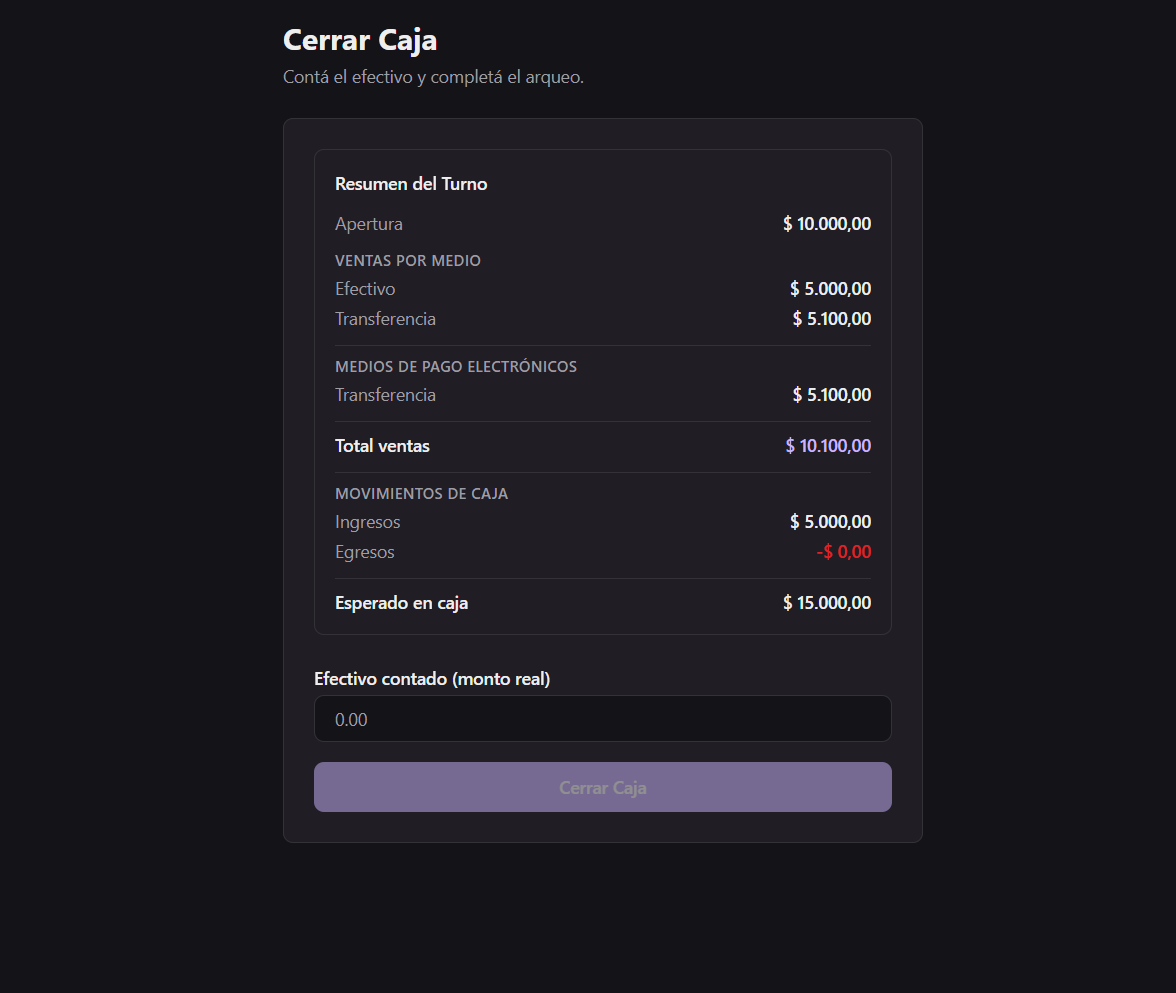 Cerrar Caja
Contá el efectivo y completá el arqueo.
Resumen del Turno
Apertura $ 10.000,00
VENTAS POR MEDIO
Efectivo $ 5.000,00
Transferencia $ 5.100,00
MEDIOS DE PAGO ELECTRÓNICOS
Transferencia $ 5.100,00
Total ventas $ 10.100,00
MOVIMIENTOS DE CAJA
Ingresos $ 5.000,00
Egresos -$ 0,00
Esperado en caja $ 15.000,00
Efectivo contado (monto real)
0.00
Cerrar Caja